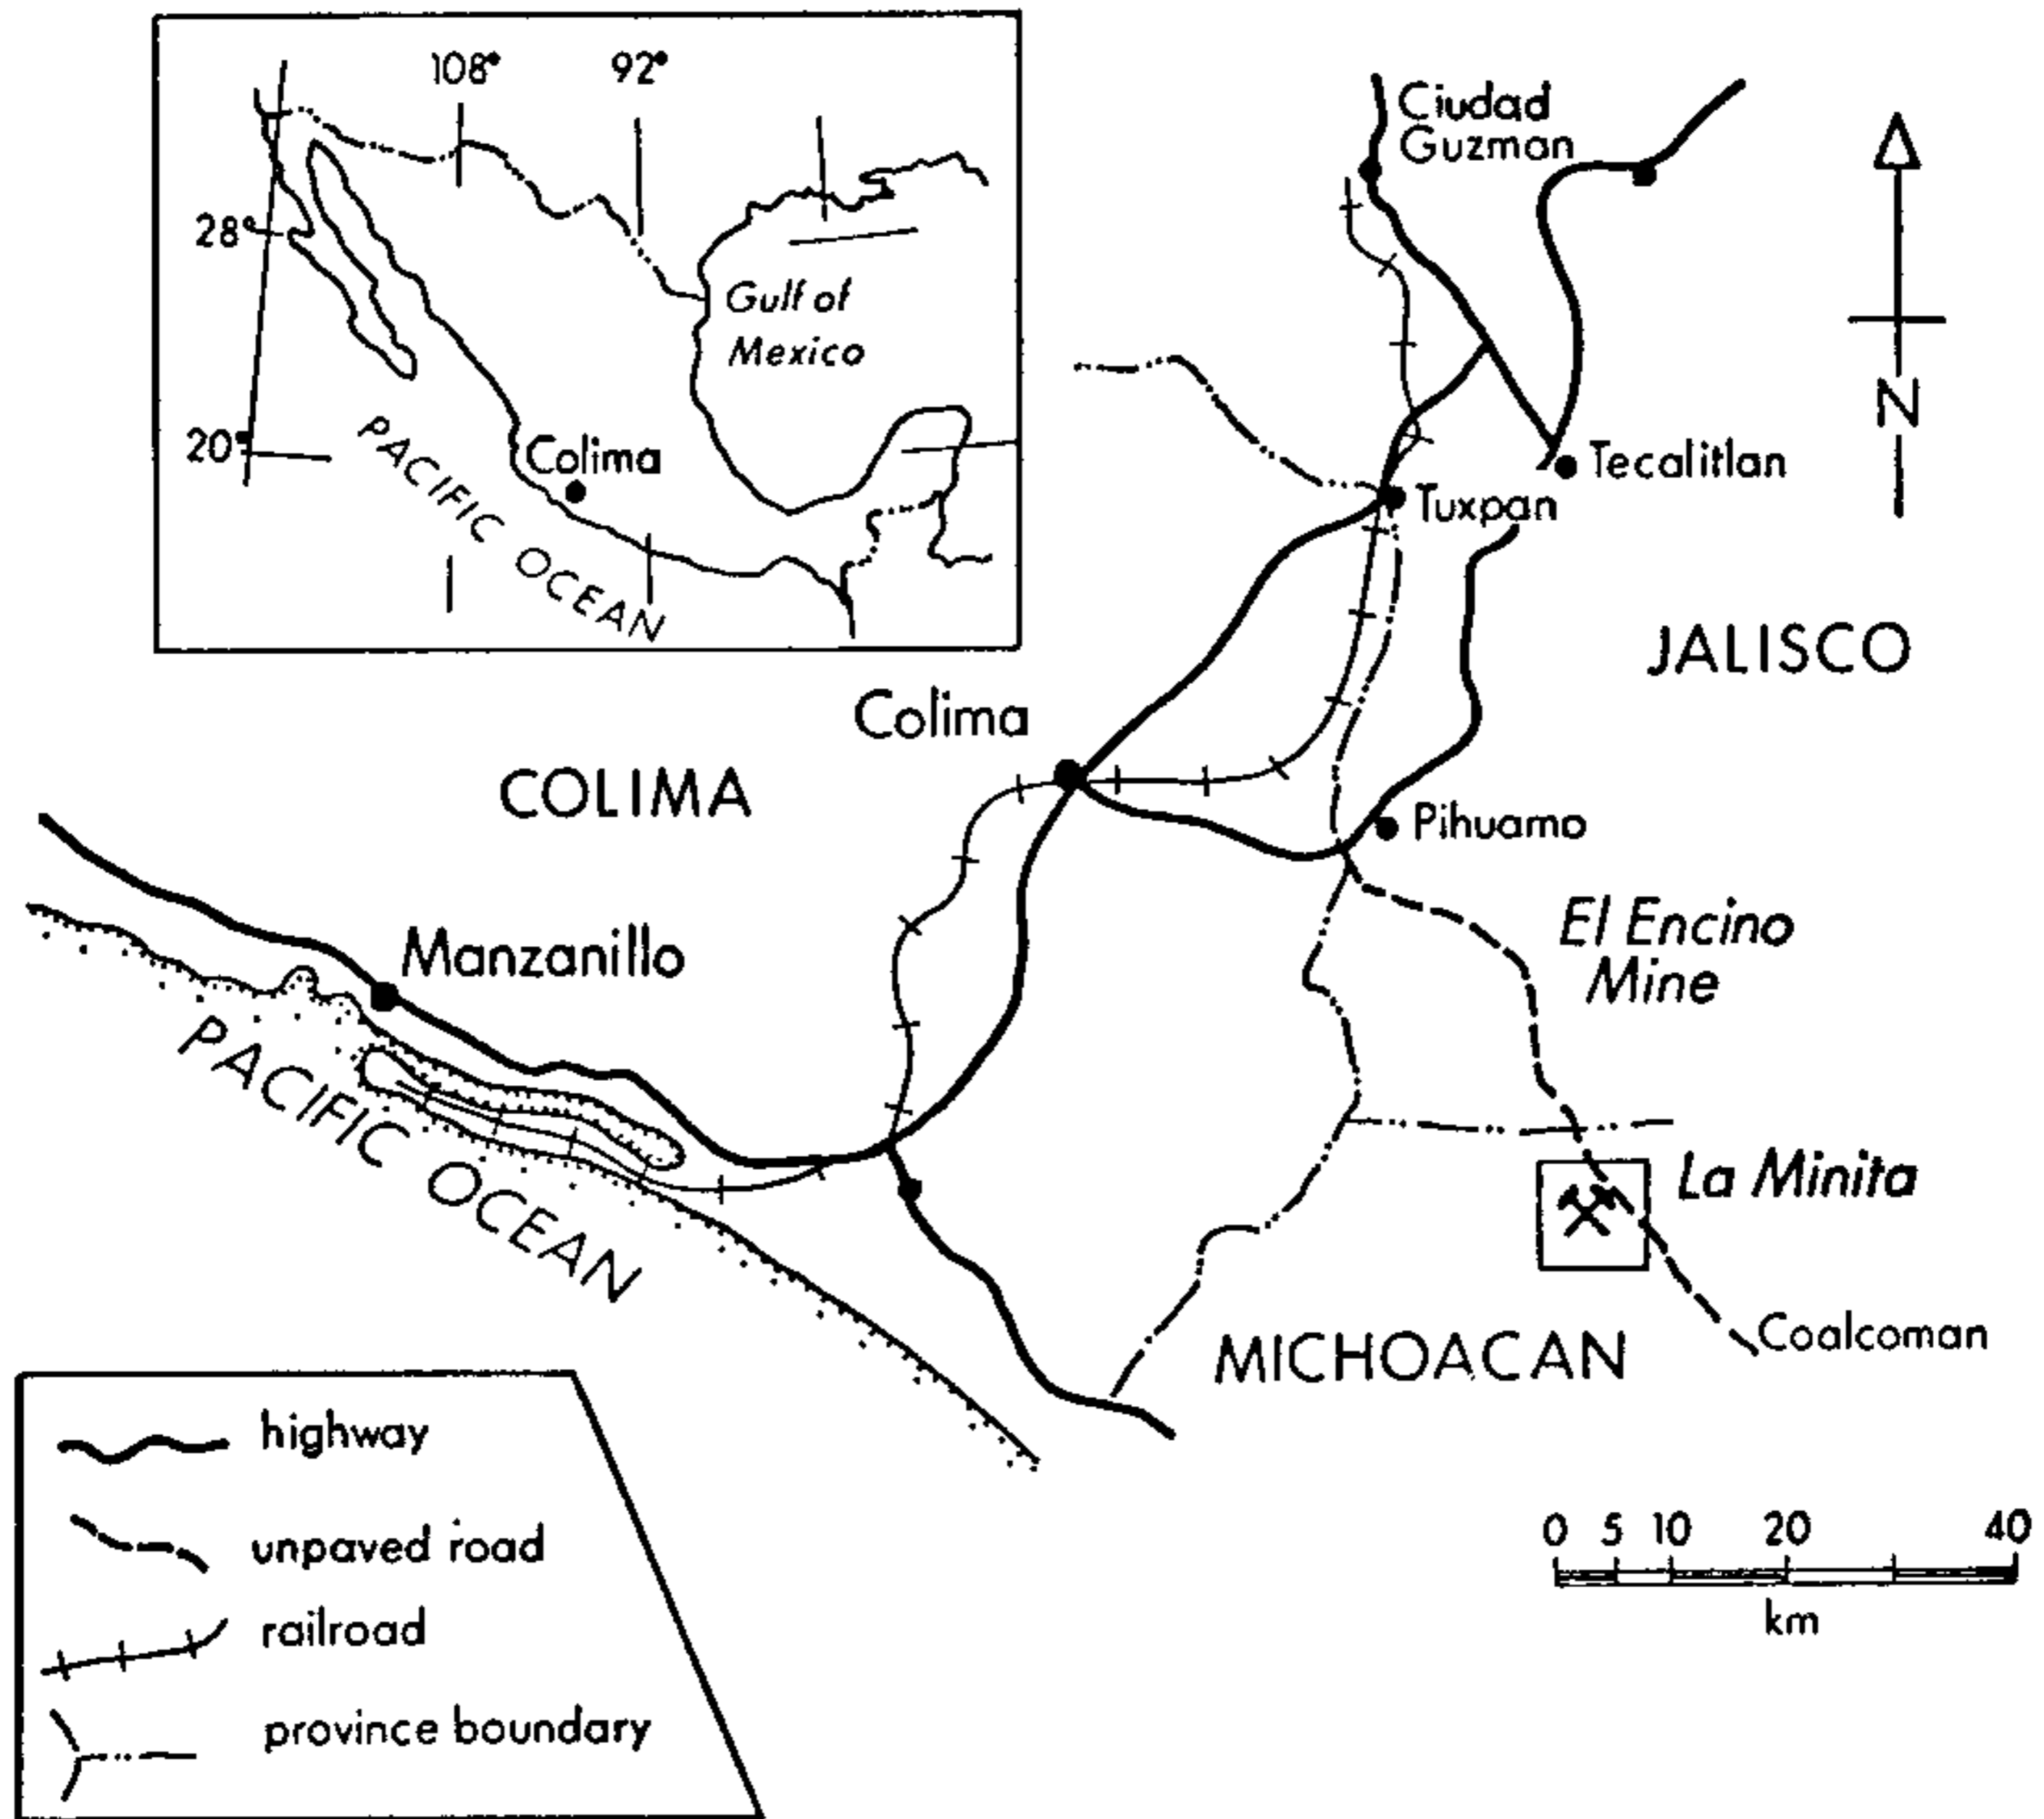 108°
92°
28°
20°
Gulf of
Mexico
Colima
PACIFIC OCEAN
Ciudad
Guzman
N
Tecalitlan
Tuxpan
JALISCO
Colima
COLIMA
Pihuamo
El Encino
Mine
Manzanillo
PACIFIC OCEAN
La Minita
Coalcoman
MICHOACAN
highway
unpaved road
railroad
province boundary
0 5 10 20 40
km